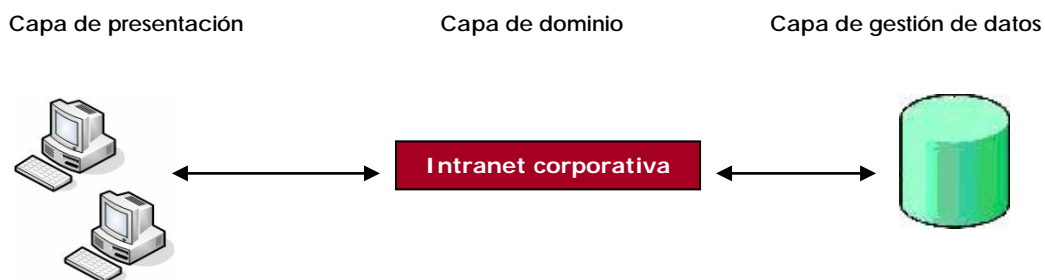 Capa de presentación
Capa de dominio
Capa de gestión de datos
Intranet corporativa